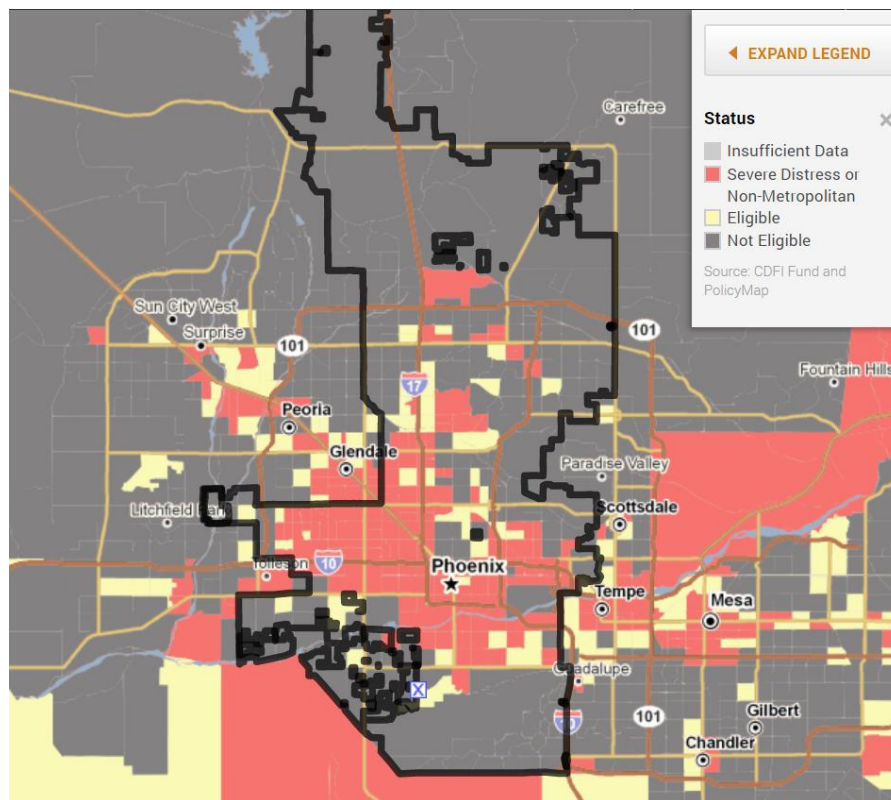 EXPAND LEGEND
Status
Insufficient Data
Severe Distress or
Non-Metropolitan
Eligible
Not Eligible
Source: CDFI Fund and
PolicyMap
Carefree
Sun City West
Surprise
101
101
Fountain Hills
17
Peoria
Glendale
Paradise Valley
Litchfield Park
Scottsdale
10
Tolleson
Phoenix
Tempe
Mesa
Guadalupe
10
101
Gilbert
Chandler